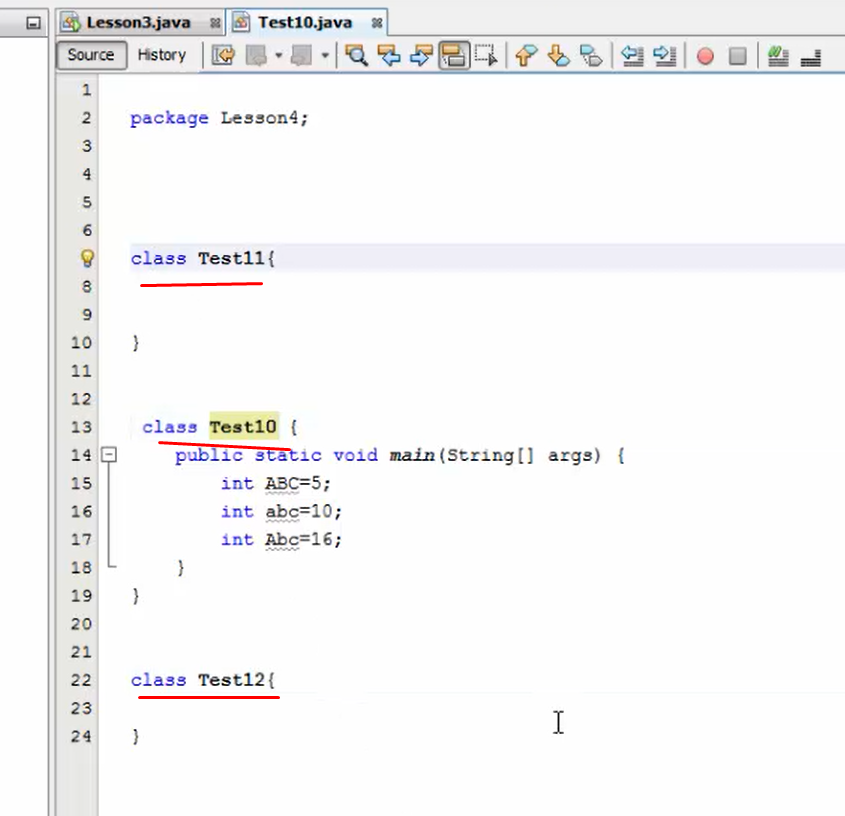 Lesson3.java Test10.java
Source History
1
2 package Lesson4;
3
4
5
6
class Test11{
8
9
10 }
11
12
13 class Test10 {
14 public static void main(String[] args) {
15 int ABC=5;
16 int abc=10;
17 int Abc=16;
18 }
19 }
20
21
22 class Test12{
23
24 }